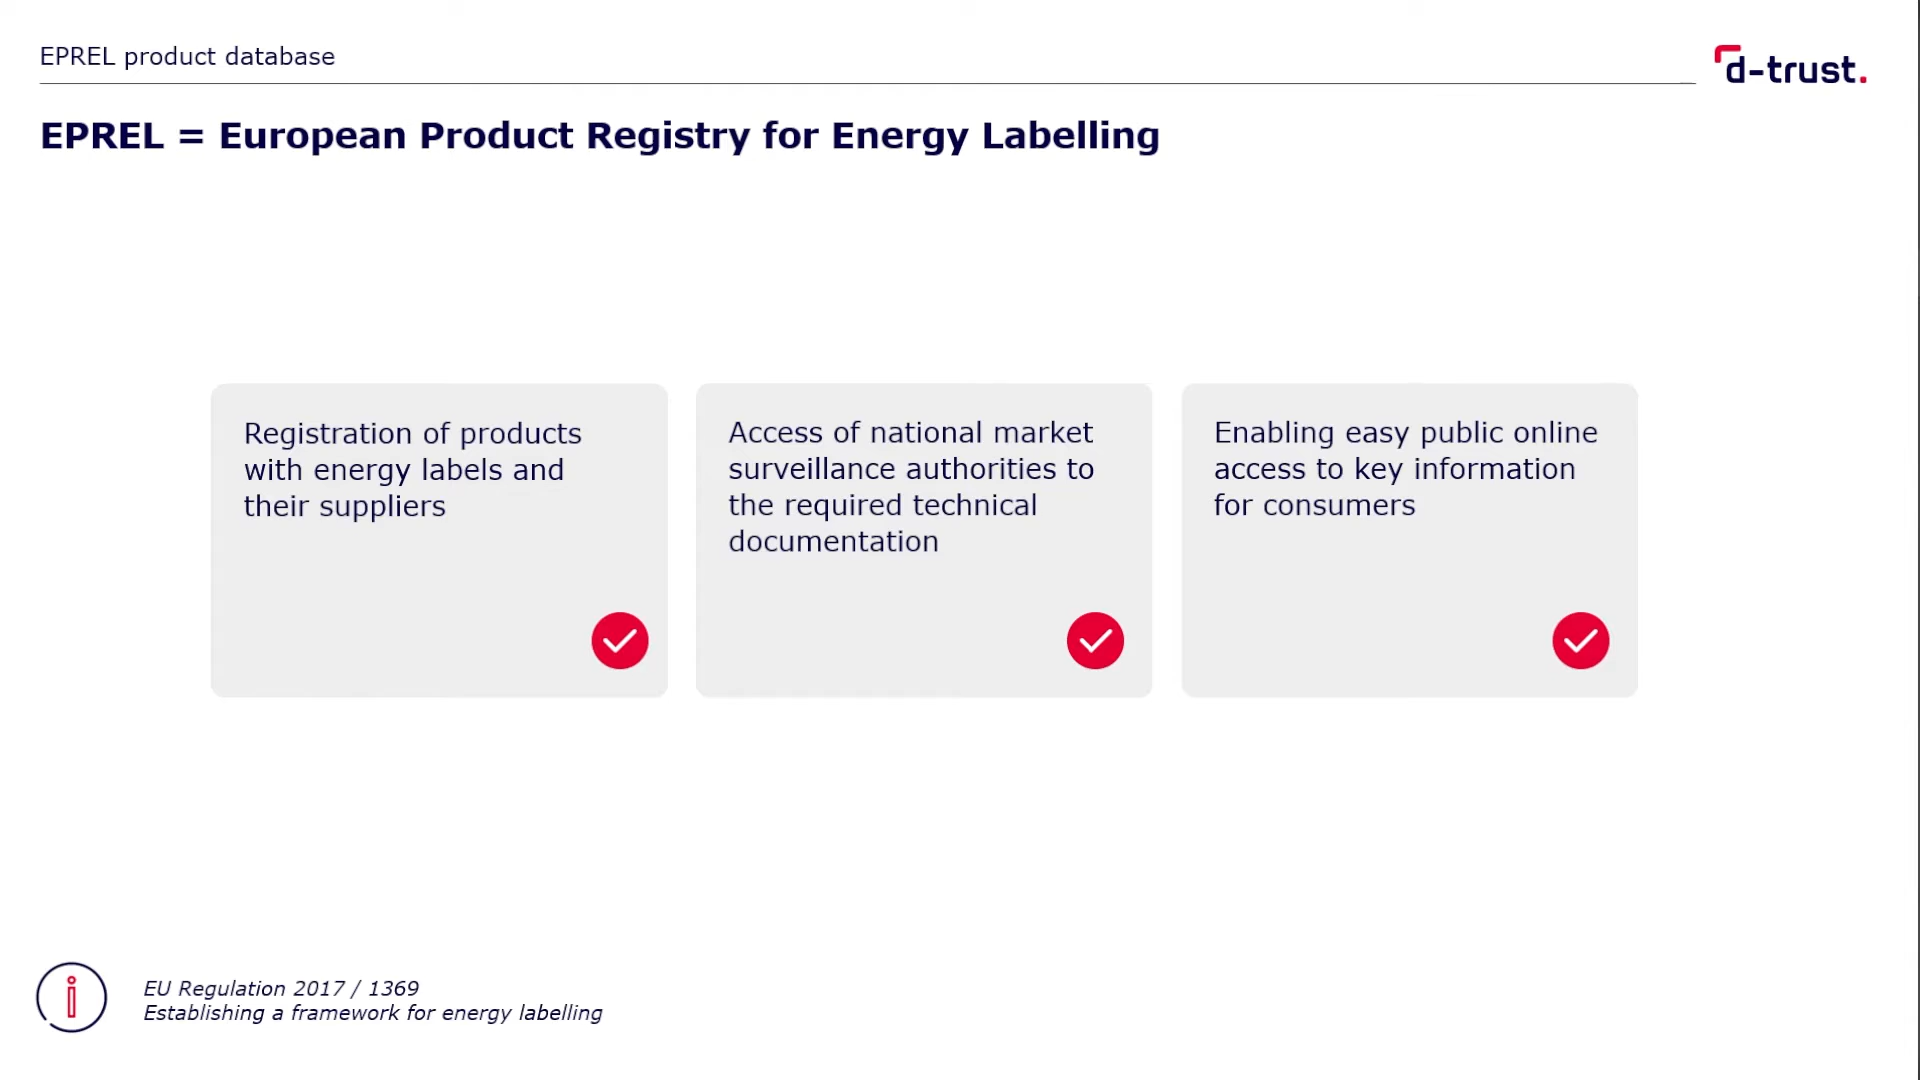 EPREL product database
d-trust.
EPREL = European Product Registry for Energy Labelling
Registration of products
with energy labels and
their suppliers
Access of national market
surveillance authorities to
the required technical
documentation
Enabling easy public online
access to key information
for consumers
EU Regulation 2017 / 1369
Establishing a framework for energy labelling